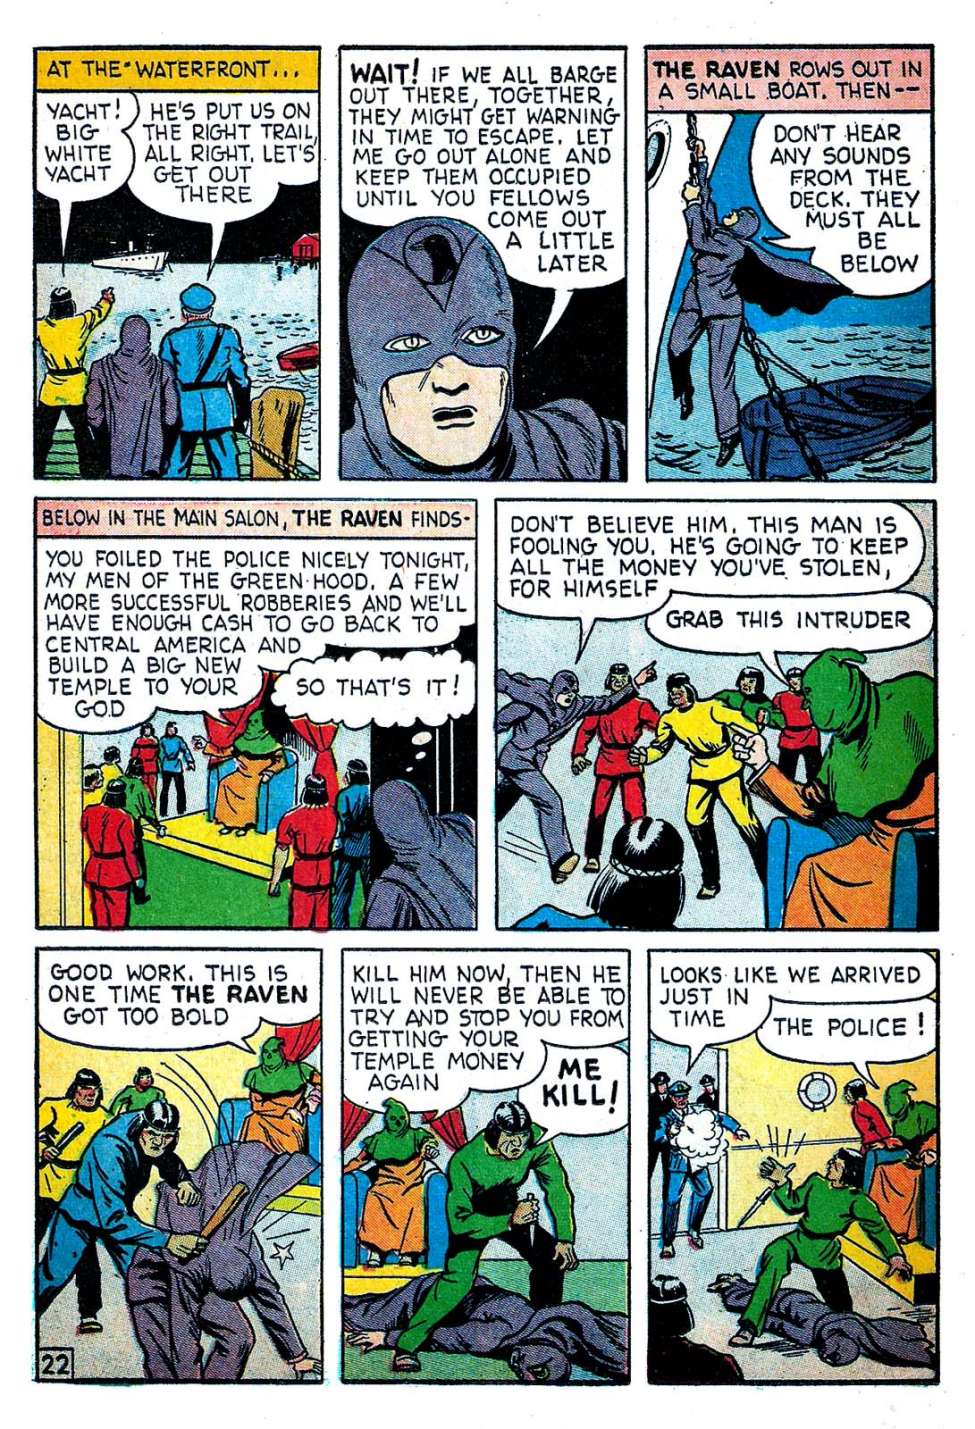 AT THE WATERFRONT...
YACHT!
BIG
WHITE
YACHT
HE'S PUT US ON
THE RIGHT TRAIL,
ALL RIGHT. LET'S
GET OUT
THERE
WAIT! IF WE ALL BARGE
OUT THERE, TOGETHER,
THEY MIGHT GET WARNING
IN TIME TO ESCAPE. LET
ME GO OUT ALONE AND
KEEP THEM OCCUPIED
UNTIL YOU FELLOWS
COME OUT
A LITTLE
LATER
THE RAVEN ROWS OUT IN
A SMALL BOAT. THEN--
DON'T HEAR
ANY SOUNDS
FROM THE
DECK. THEY
MUST ALL
BE
BELOW
BELOW IN THE MAIN SALON, THE RAVEN FINDS-
YOU FOILED THE POLICE NICELY TONIGHT,
MY MEN OF THE GREEN HOOD. A FEW
MORE SUCCESSFUL ROBBERIES AND WE'LL
HAVE ENOUGH CASH TO GO BACK TO
CENTRAL AMERICA AND
BUILD A BIG NEW
TEMPLE TO YOUR
GOD
SO THAT'S IT!
DON'T BELIEVE HIM. THIS MAN IS
FOOLING YOU. HE'S GOING TO KEEP
ALL THE MONEY YOU'VE STOLEN,
FOR HIMSELF
GRAB THIS INTRUDER
GOOD WORK. THIS IS
ONE TIME THE RAVEN
GOT TOO BOLD
KILL HIM NOW, THEN HE
WILL NEVER BE ABLE TO
TRY AND STOP YOU FROM
GETTING YOUR
TEMPLE MONEY
AGAIN
ME
KILL!
LOOKS LIKE WE ARRIVED
JUST IN
TIME
THE POLICE!
22